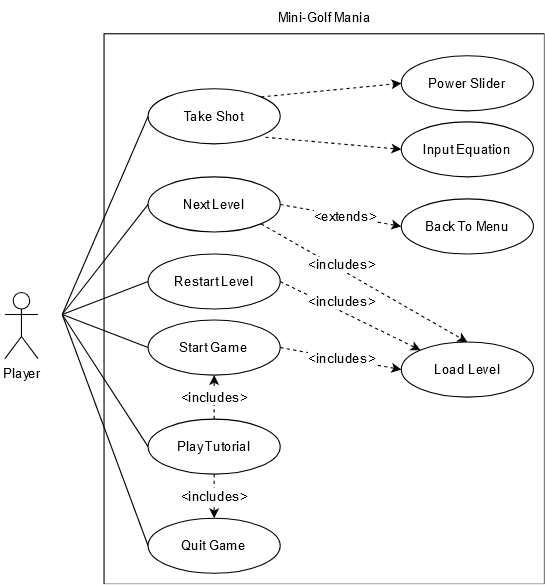 Mini-Golf Mania
Power Slider
Take Shot
Input Equation
Next Level
<extends>
Back To Menu
<includes>
Restart Level
<includes>
Start Game
<includes>
Load Level
Player
<includes>
Play Tutorial
<includes>
Quit Game